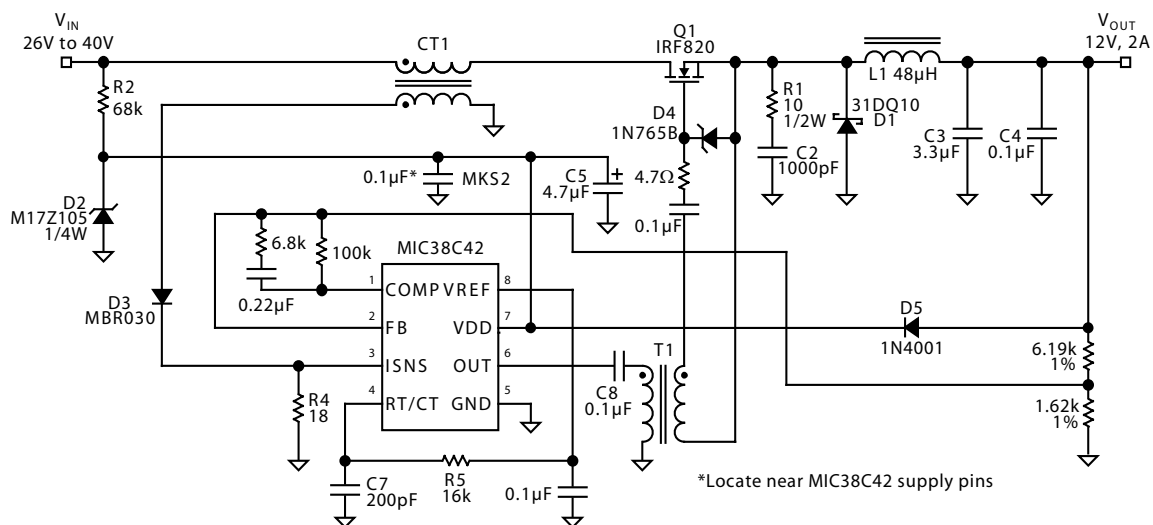 VIN
26V to 40V
CT1
Q1
IRF820
VOUT
12V, 2A
R2
68k
L1 48µH
R1
10
1/2W
31DQ10
D1
D4
1N765B
C3
3.3µF
C4
0.1µF
C2
1000pF
0.1µF*
MKS2
C5
4.7µF
+
4.7Ω
0.1µF
D2
M17Z105
1/4W
6.8k
100k
MIC38C42
0.22µF
1
COMP
VREF
8
D3
MBR030
2
FB
VDD
7
D5
1N4001
3
ISNS
OUT
6
T1
6.19k
1%
4
RT/CT
GND
5
C8
0.1µF
R4
18
1.62k
1%
C7
200pF
R5
16k
0.1µF
*Locate near MIC38C42 supply pins